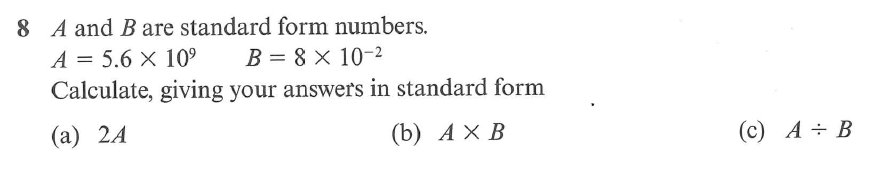 8 A and B are standard form numbers.
A = 5.6 × 10⁹ B = 8 × 10⁻²
Calculate, giving your answers in standard form
(a) 2A (b) A × B (c) A ÷ B